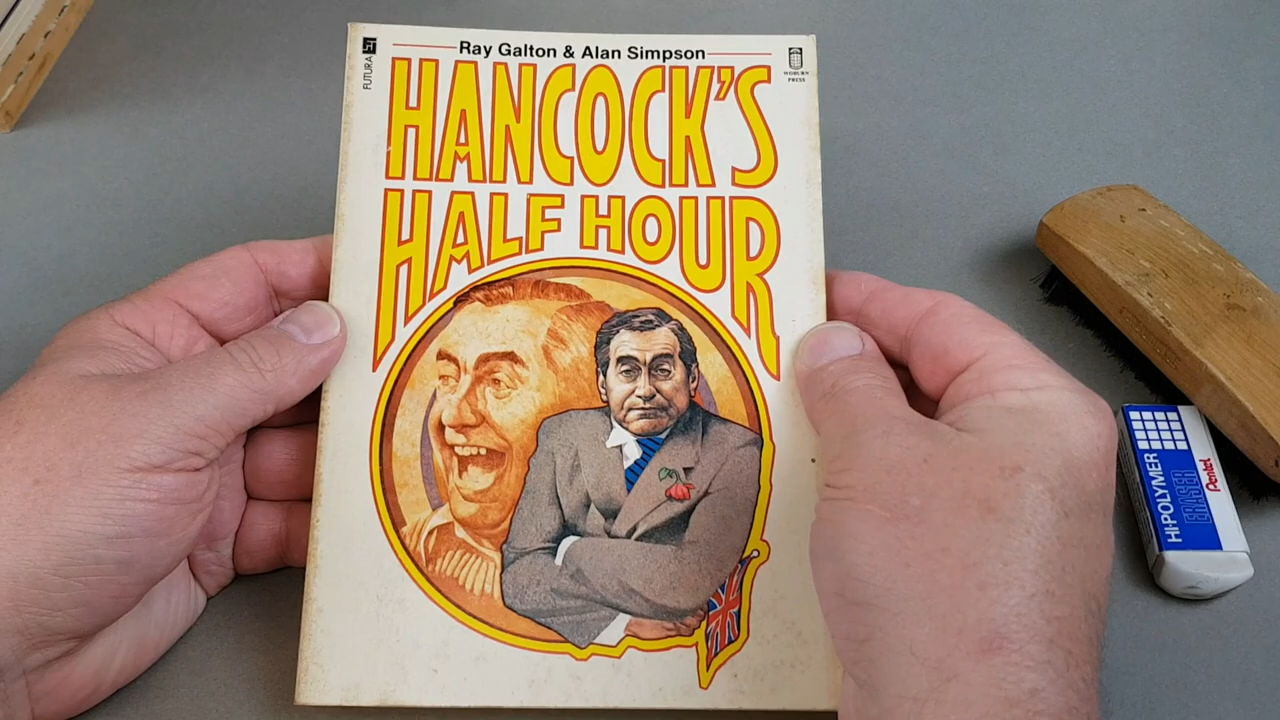 FUTURA
Ray Galton & Alan Simpson
WOBURN
PRESS
HANCOCK'S
HALF HOUR
HI-POLYMER
ERASER
Pentel